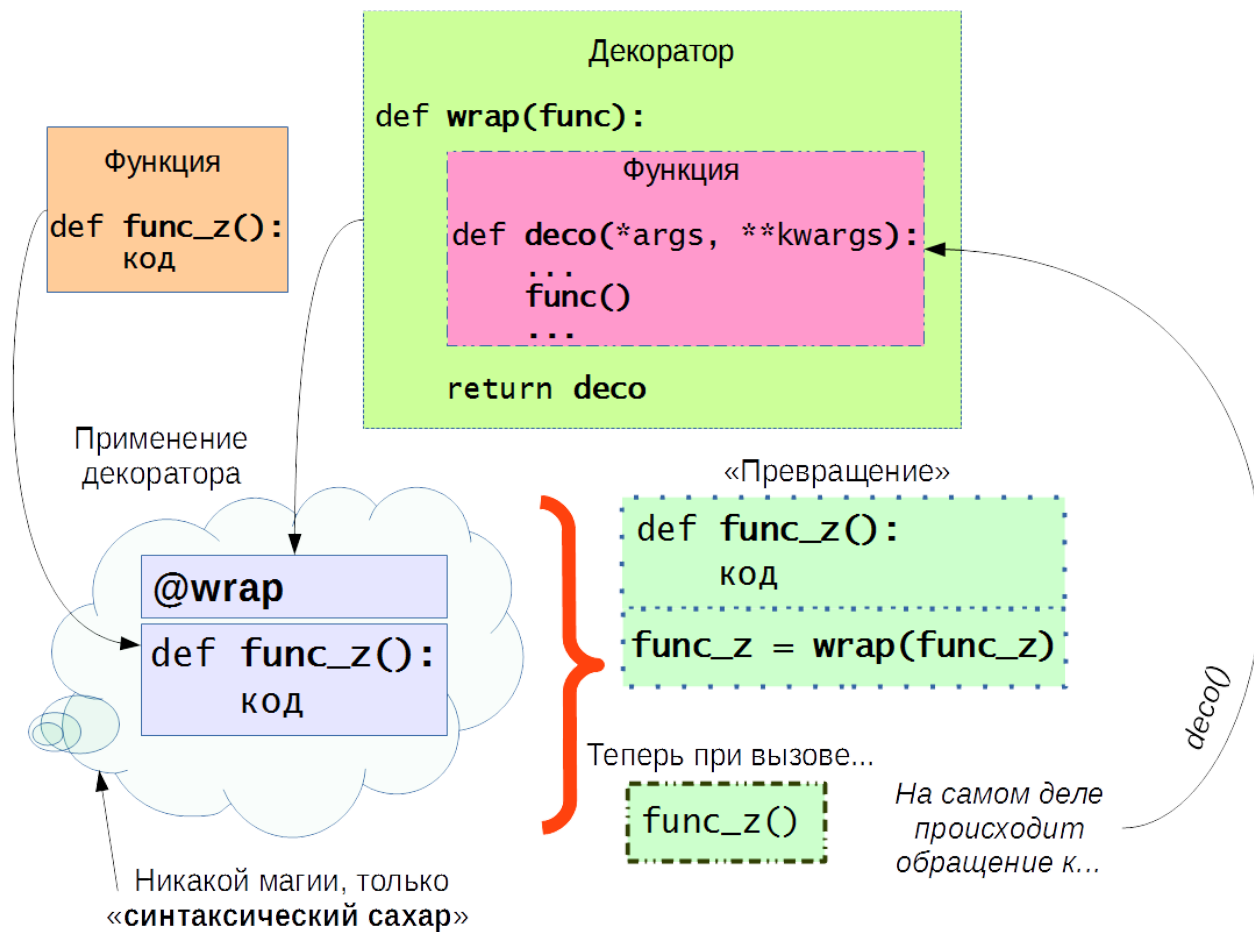 Декоратор
def wrap(func):
Функция
def deco(*args, **kwargs):
...
func()
...
return deco
Функция
def func_z():
код
Применение
декоратора
@wrap
def func_z():
код
Никакой магии, только
«синтаксический сахар»
«Превращение»
def func_z():
код
func_z = wrap(func_z)
Теперь при вызове...
func_z()
На самом деле
происходит
обращение к...
deco()